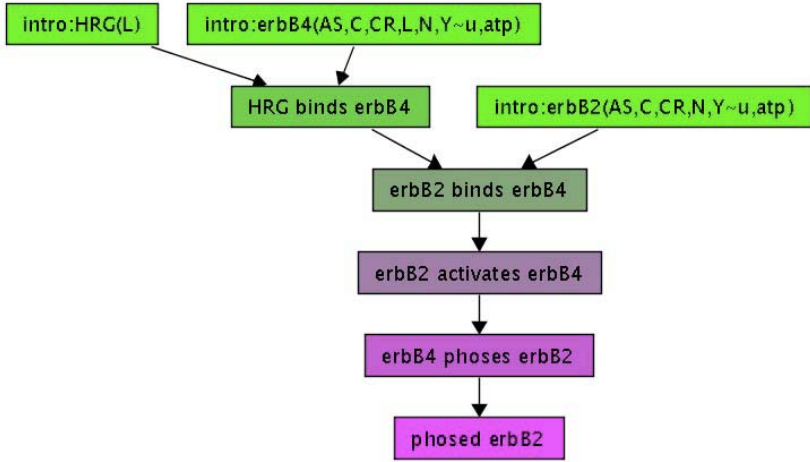 intro:HRG(L)
intro:erbB4(AS,C,CR,L,N,Y~u,atp)
HRG binds erbB4
intro:erbB2(AS,C,CR,N,Y~u,atp)
erbB2 binds erbB4
erbB2 activates erbB4
erbB4 phoses erbB2
phosed erbB2